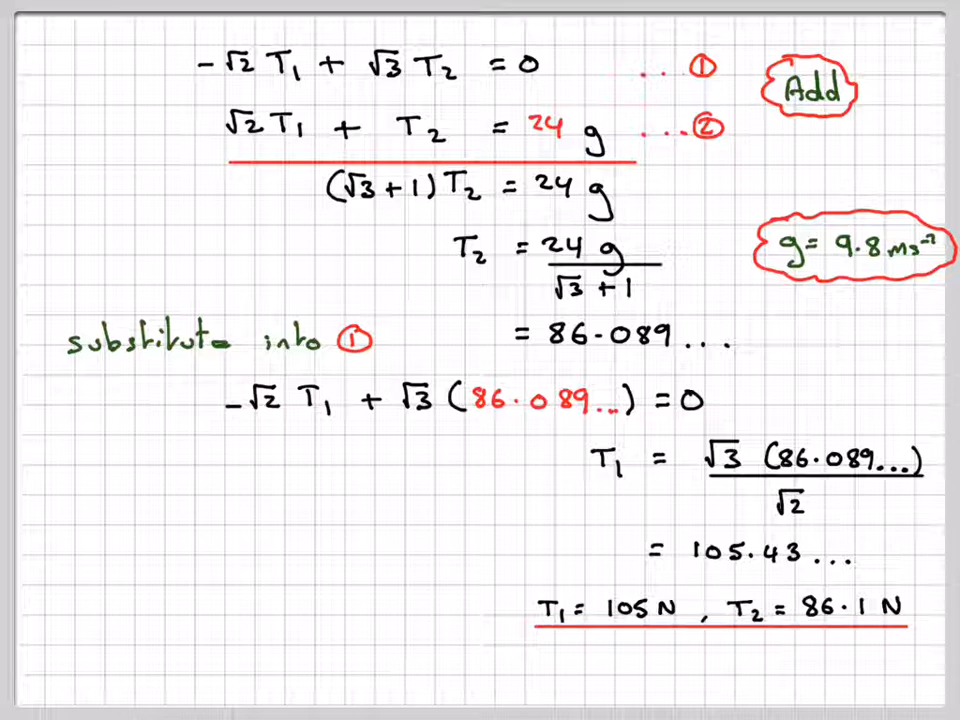 -√2 T₁ + √3 T₂ = 0 ... ①
Add
√2 T₁ + T₂ = 24 g ... ②
(√3 + 1) T₂ = 24 g
T₂ = 24 g
√3 + 1
g = 9.8 ms⁻²
= 86.089...
substitute into ①
-√2 T₁ + √3 (86.089...) = 0
T₁ = √3 (86.089...)
√2
= 105.43...
T₁ = 105 N , T₂ = 86.1 N